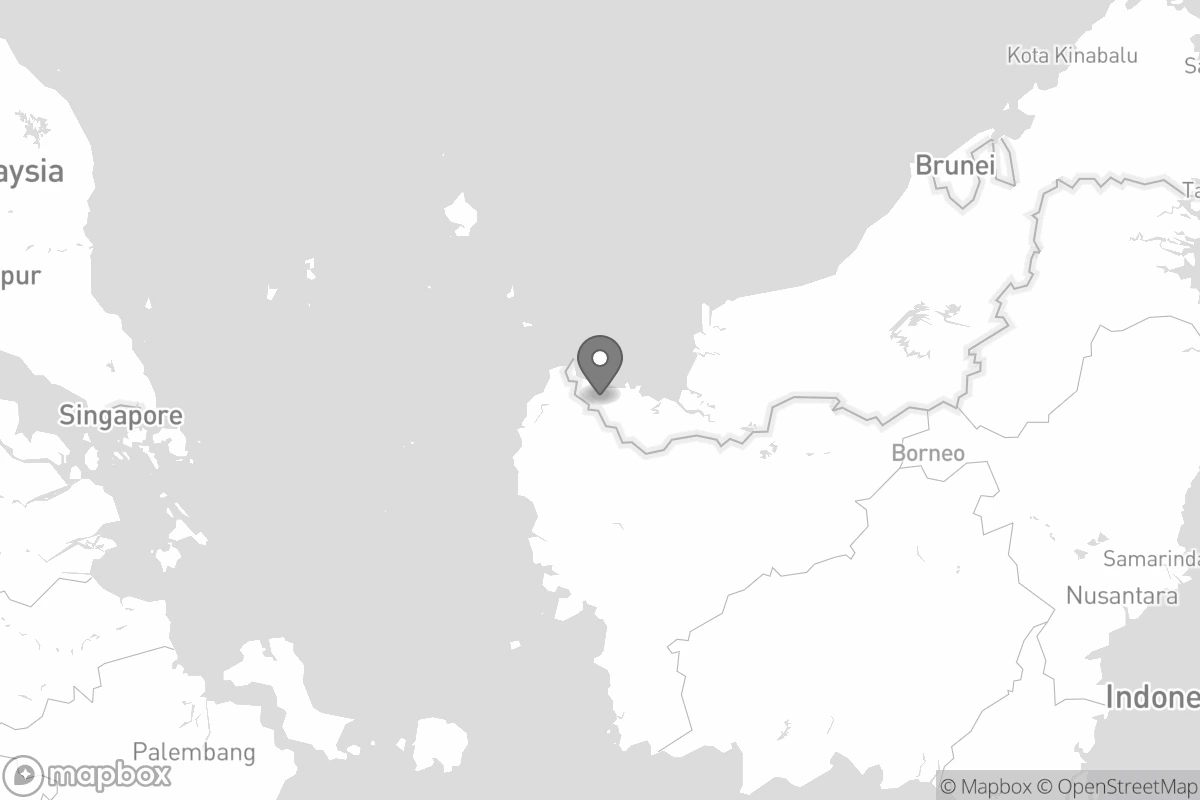 Kota Kinabalu
Sa
aysia
Brunei
Ta
pur
Singapore
Borneo
Samarinda
Nusantara
Indone
Palembang
mapbox
© Mapbox © OpenStreetMap